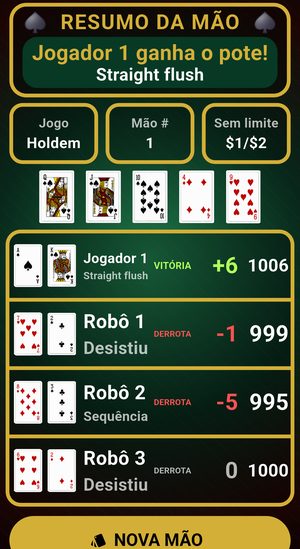 RESUMO DA MÃO
Jogador 1 ganha o pote!
Straight flush
Jogo
Holdem
Mão #
1
Sem limite
$1/$2
Jogador 1
Straight flush
VITÓRIA
+6
1006
Robô 1
Desistiu
DERROTA
-1
999
Robô 2
Sequência
DERROTA
-5
995
Robô 3
Desistiu
DERROTA
0
1000
NOVA MÃO